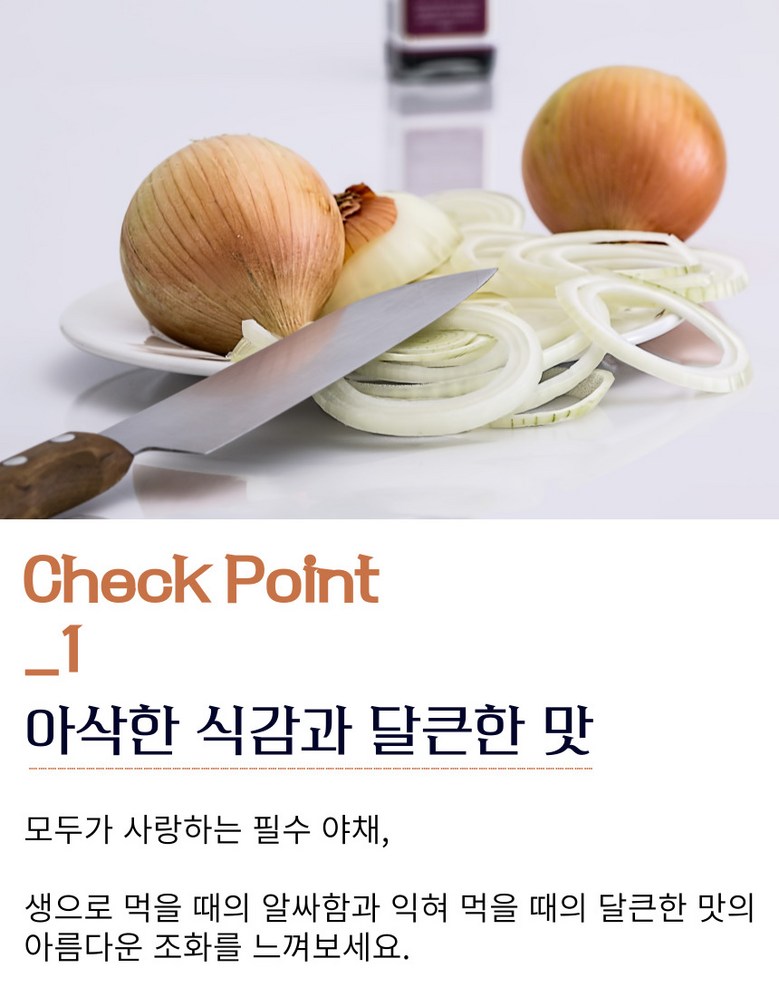 Check Point
_1
아삭한 식감과 달큰한 맛
모두가 사랑하는 필수 야채,
생으로 먹을 때의 알싸함과 익혀 먹을 때의 달큰한 맛의
아름다운 조화를 느껴보세요.